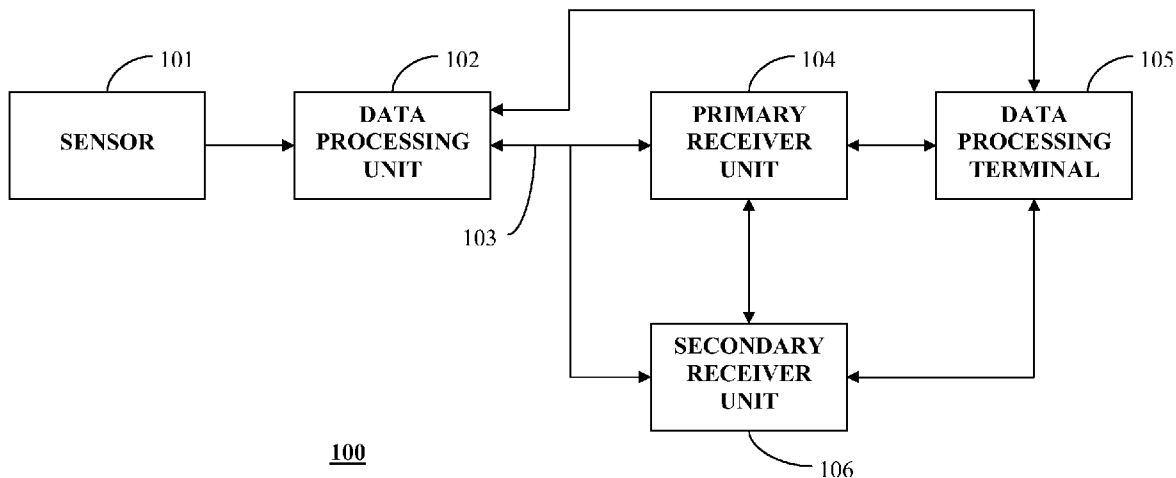 101
102
104
105
SENSOR
DATA
PROCESSING
UNIT
PRIMARY
RECEIVER
UNIT
DATA
PROCESSING
TERMINAL
103
SECONDARY
RECEIVER
UNIT
100
106